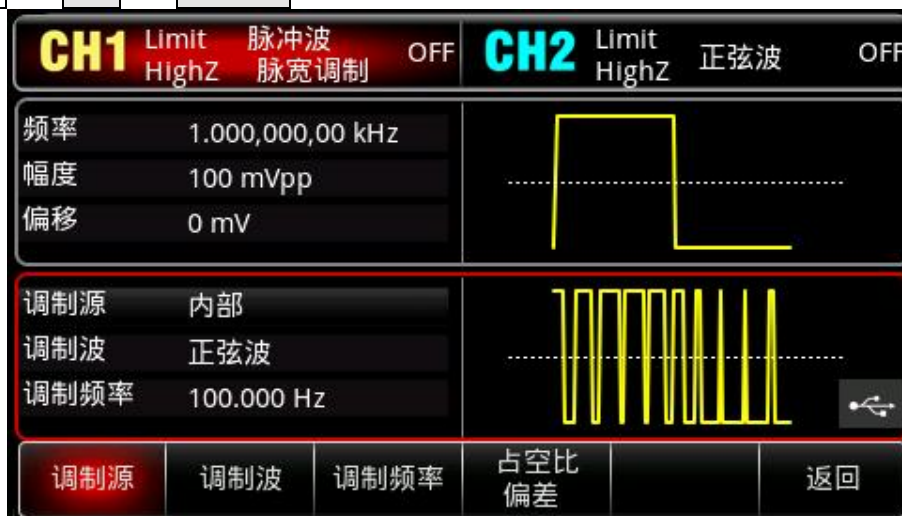 CH1 Limit 脉冲波 OFF CH2 Limit 正弦波 OFF
HighZ 脉宽调制 HighZ
频率 1.000,000,00 kHz
幅度 100 mVpp
偏移 0 mV
调制源 内部
调制波 正弦波
调制频率 100.000 Hz
调制源 调制波 调制频率 占空比 返回
偏差